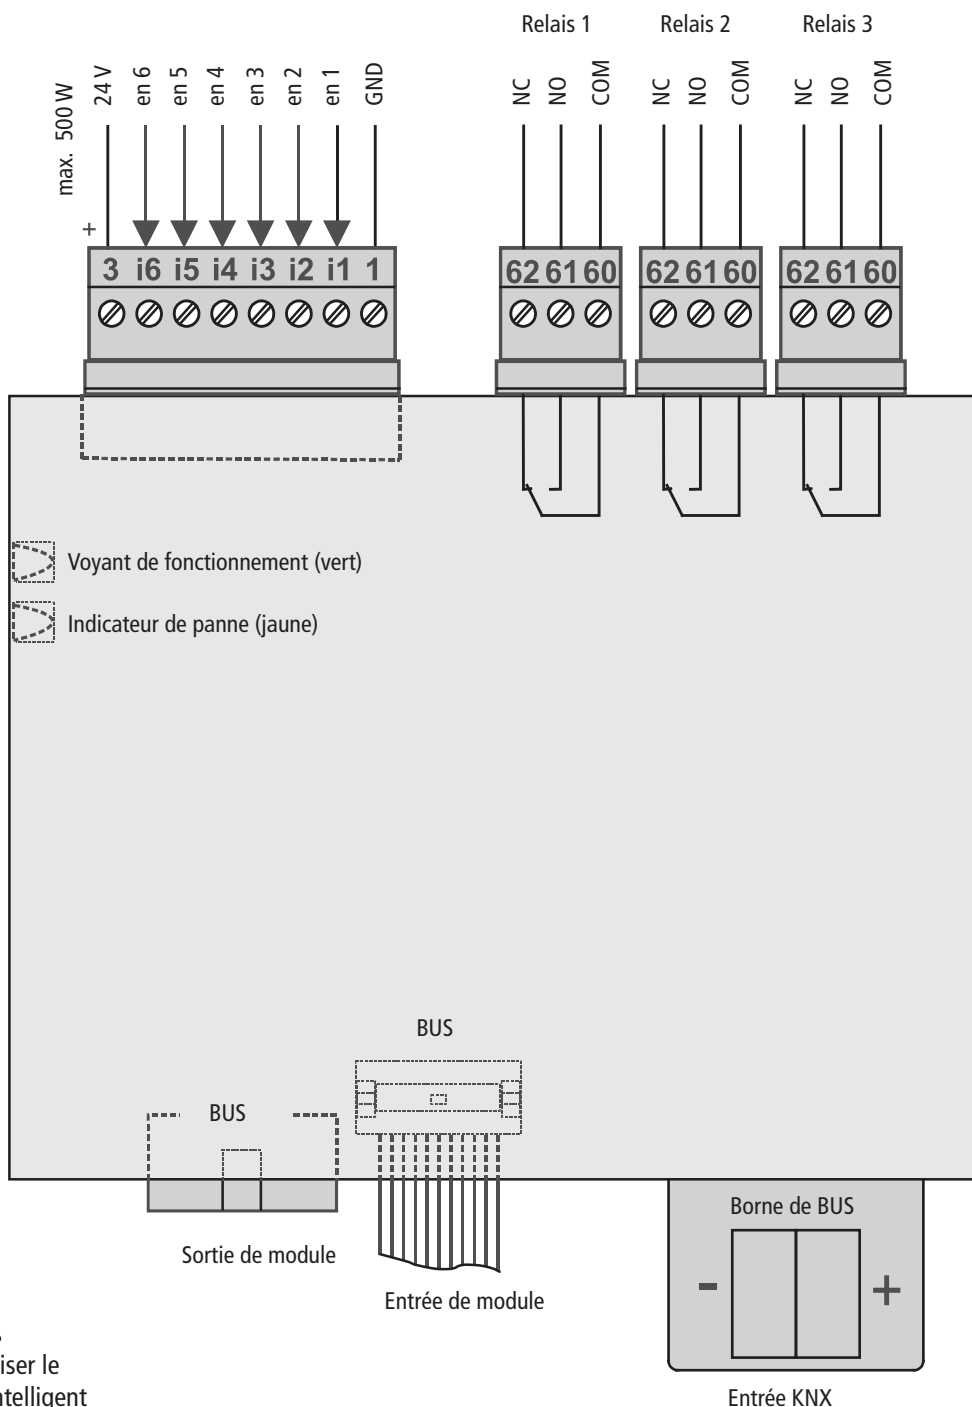 Relais 1 Relais 2 Relais 3
max. 500 W
24 V en 6 en 5 en 4 en 3 en 2 en 1 GND
NC NO COM NC NO COM NC NO COM
+
3 i6 i5 i4 i3 i2 i1 1
62 61 60 62 61 60 62 61 60
Voyant de fonctionnement (vert)
Indicateur de panne (jaune)
BUS
BUS
Borne de BUS
Sortie de module
- +
Entrée de module
iser le
ntelligent
Entrée KNX